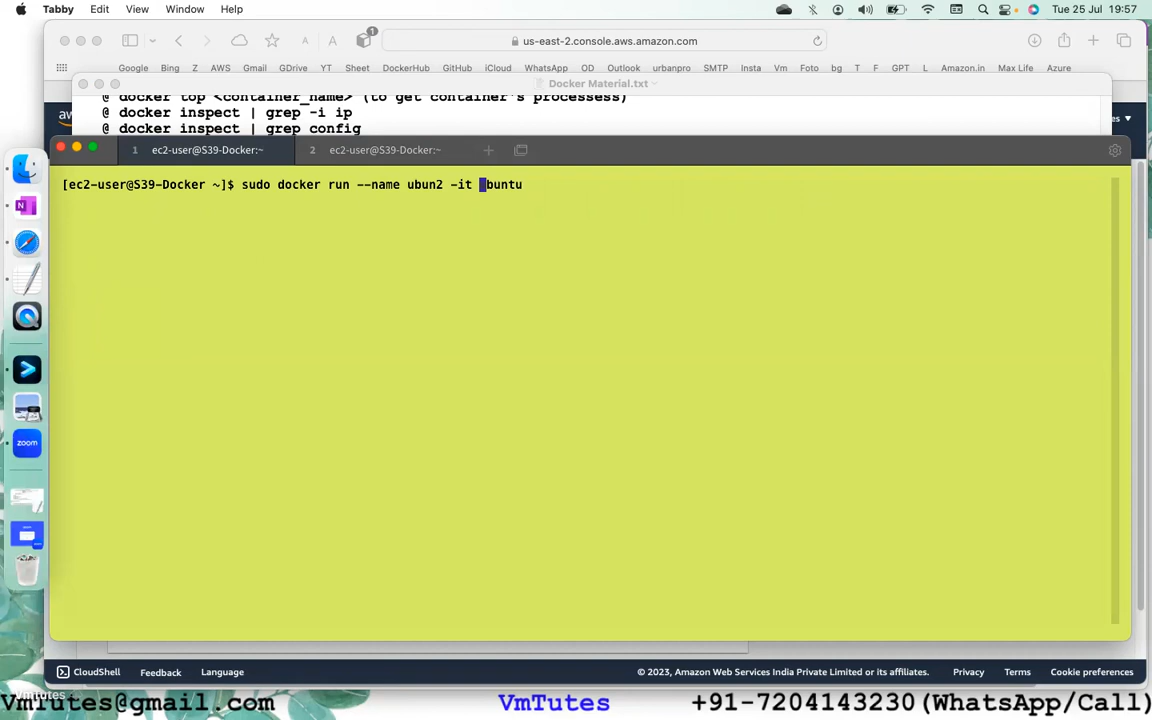 Tabby Edit View Window Help Tue 25 Jul 19:57
A A 1 us-east-2.console.aws.amazon.com
Google Bing Z AWS Gmail GDrive YT Sheet DockerHub GitHub iCloud WhatsApp OD Outlook urbanpro SMTP Insta Vm Foto bg T F GPT L Amazon.in Max Life Azure
Docker Material.txt
@ docker top <container_name> (to get container's processess)
@ docker inspect | grep -i ip
@ docker inspect | grep config
1 ec2-user@S39-Docker:~ 2 ec2-user@S39-Docker:~
[ec2-user@S39-Docker ~]$ sudo docker run --name ubun2 -it ubuntu
zoom
CloudShell Feedback Language © 2023, Amazon Web Services India Private Limited or its affiliates. Privacy Terms Cookie preferences
VmTutes
VmTutes@gmail.com VmTutes +91-7204143230(WhatsApp/Call)